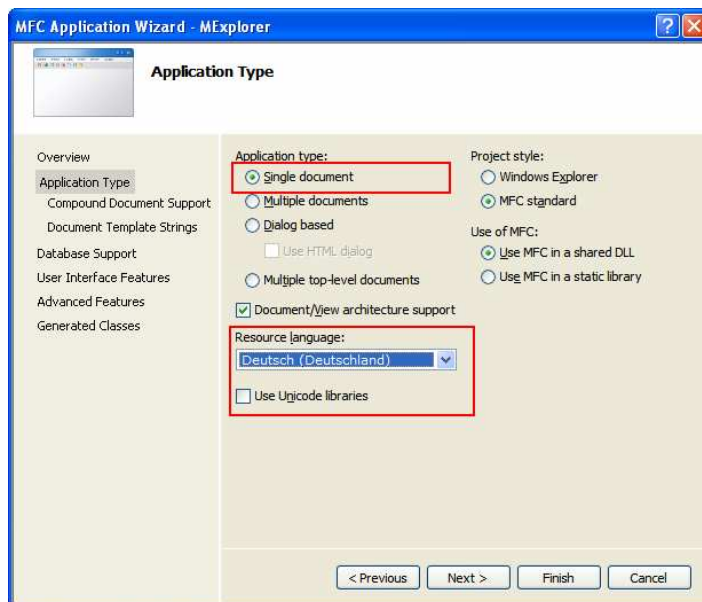 MFC Application Wizard - MExplorer
Application Type
Overview
Application Type
Compound Document Support
Document Template Strings
Database Support
User Interface Features
Advanced Features
Generated Classes
Application type:
Single document
Multiple documents
Dialog based
Use HTML dialog
Multiple top-level documents
Document/View architecture support
Resource language:
Deutsch (Deutschland)
Use Unicode libraries
Project style:
Windows Explorer
MFC standard
Use of MFC:
Use MFC in a shared DLL
Use MFC in a static library
< Previous
Next >
Finish
Cancel